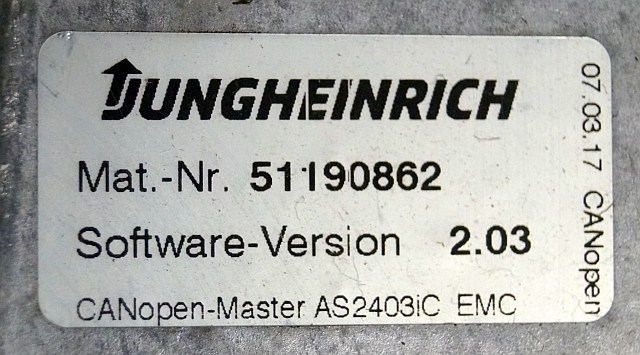 JUNGHEINRICH
Mat.-Nr. 51190862
Software-Version 2.03
CANopen-Master AS2403iC EMC
07.03.17 CANopen